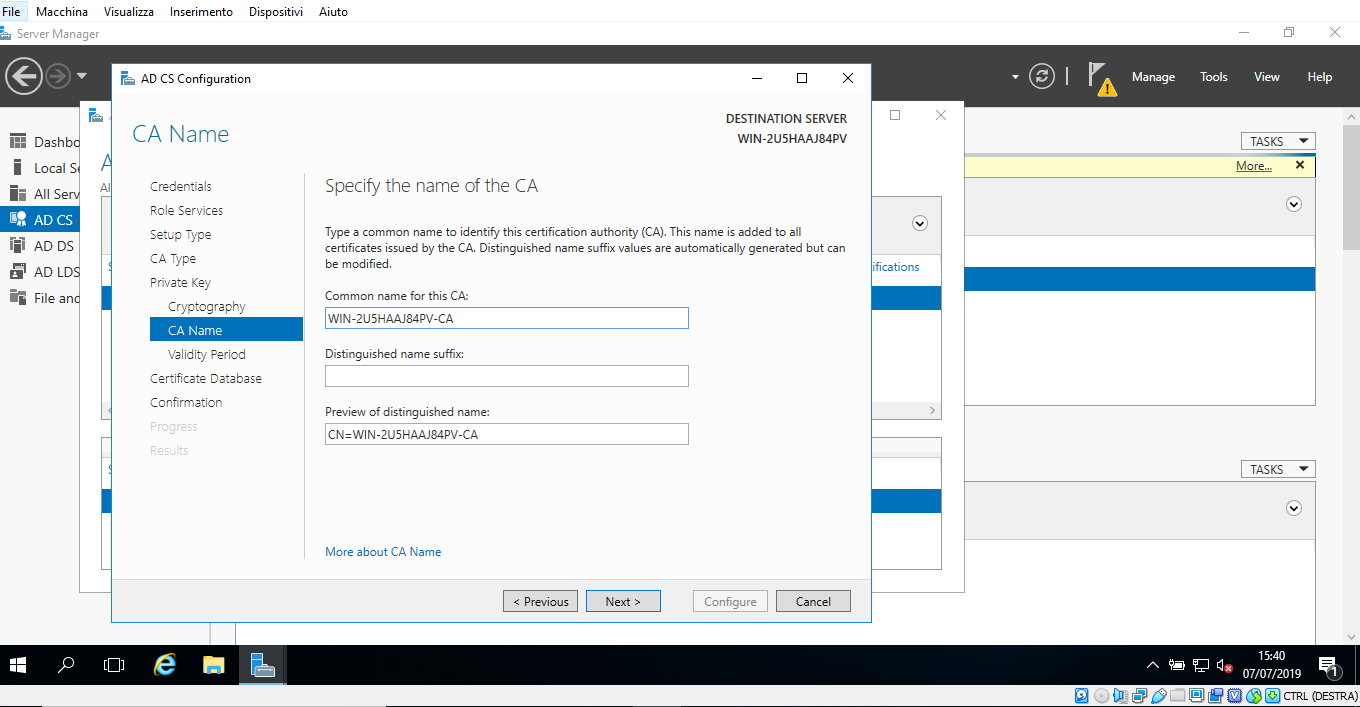 File Macchina Visualizza Inserimento Dispositivi Aiuto
Server Manager
Manage Tools View Help
AD CS Configuration
CA Name
DESTINATION SERVER
WIN-2U5HAAJ84PV
TASKS
More...
Dashbo
Local Se
All Serv
AD CS
AD DS
AD LDS
File and
A
Al
Credentials
Role Services
Setup Type
CA Type
Private Key
Cryptography
CA Name
Validity Period
Certificate Database
Confirmation
Progress
Results
Specify the name of the CA
Type a common name to identify this certification authority (CA). This name is added to all
certificates issued by the CA. Distinguished name suffix values are automatically generated but can
be modified.
Common name for this CA:
WIN-2U5HAAJ84PV-CA
Distinguished name suffix:
Preview of distinguished name:
CN=WIN-2U5HAAJ84PV-CA
More about CA Name
ifications
TASKS
< Previous Next > Configure Cancel
15:40
07/07/2019
1
CTRL (DESTRA)